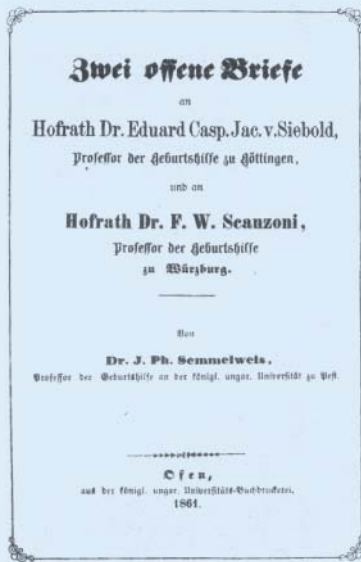 Zwei offene Briefe
an
Hofrath Dr. Eduard Casp. Jac. v. Siebold,
Professor der Geburtshilfe zu Göttingen,
und an
Hofrath Dr. F. W. Scanzoni,
Professor der Geburtshilfe
zu Würzburg.
Von
Dr. J. Ph. Semmelweis,
Professor der Geburtshilfe an der königl. ungar. Universität zu Pest.
Ofen,
aus der königl. ungar. Universitäts-Buchdruckerei.
1861.